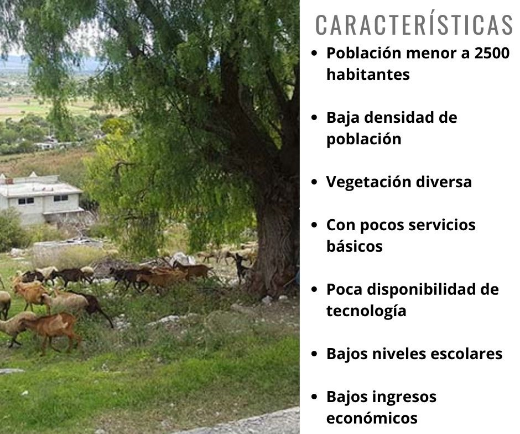 CARACTERÍSTICAS
• Población menor a 2500
habitantes
• Baja densidad de
población
• Vegetación diversa
• Con pocos servicios
básicos
• Poca disponibilidad de
tecnología
• Bajos niveles escolares
• Bajos ingresos
económicos